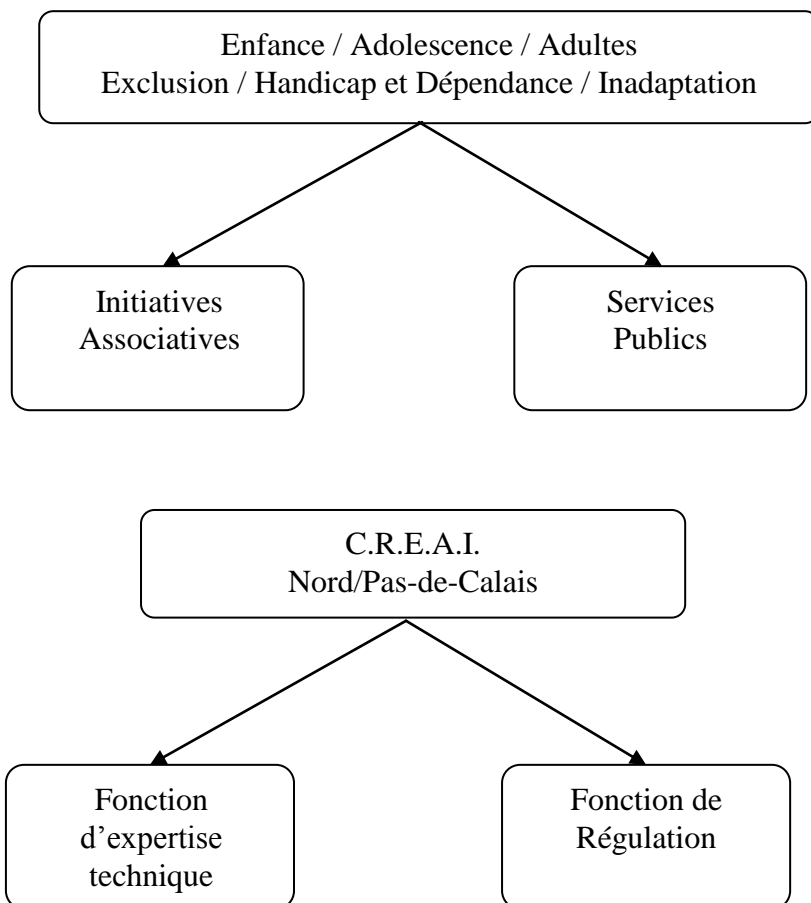 Enfance / Adolescence / Adultes
Exclusion / Handicap et Dépendance / Inadaptation
Initiatives
Associatives
Services
Publics
C.R.E.A.I.
Nord/Pas-de-Calais
Fonction
d’expertise
technique
Fonction de
Régulation